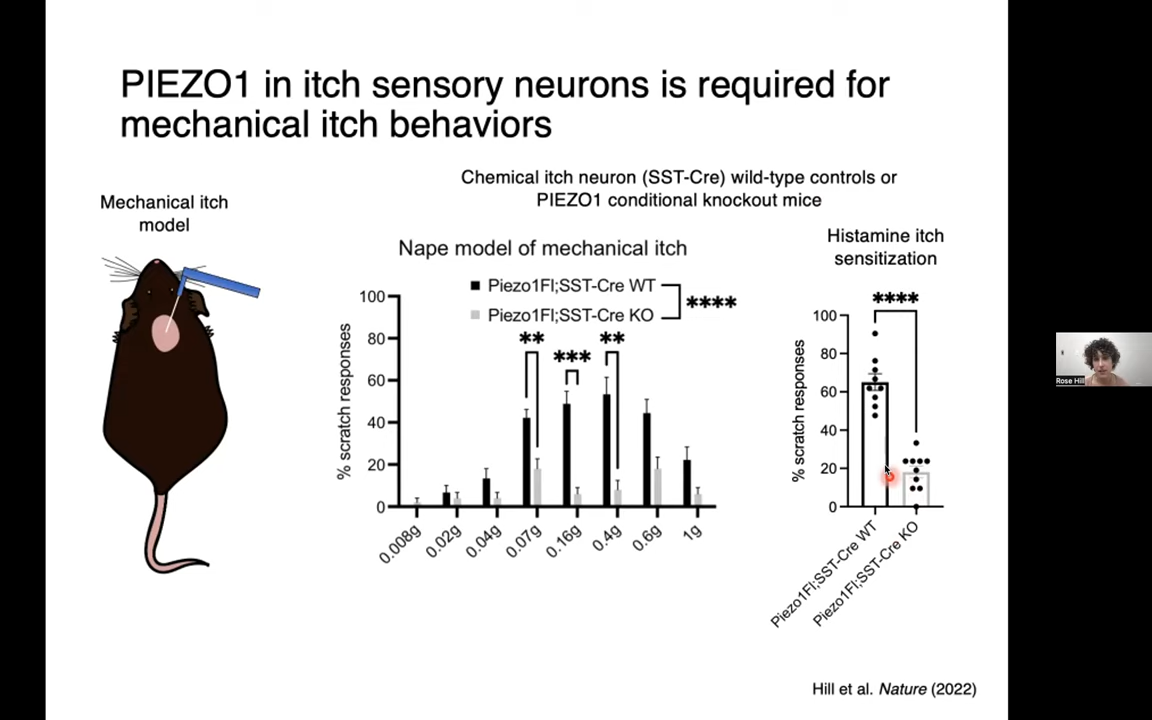 PIEZO1 in itch sensory neurons is required for
mechanical itch behaviors
Mechanical itch
model
Chemical itch neuron (SST-Cre) wild-type controls or
PIEZO1 conditional knockout mice
Nape model of mechanical itch
Piezo1Fl;SST-Cre WT
Piezo1Fl;SST-Cre KO
****
**
***
**
% scratch responses
100
80
60
40
20
0
0.008g
0.02g
0.04g
0.07g
0.16g
0.4g
0.6g
1g
Histamine itch
sensitization
****
% scratch responses
100
80
60
40
20
0
Piezo1Fl;SST-Cre WT
Piezo1Fl;SST-Cre KO
Rose Hill
Hill et al. Nature (2022)